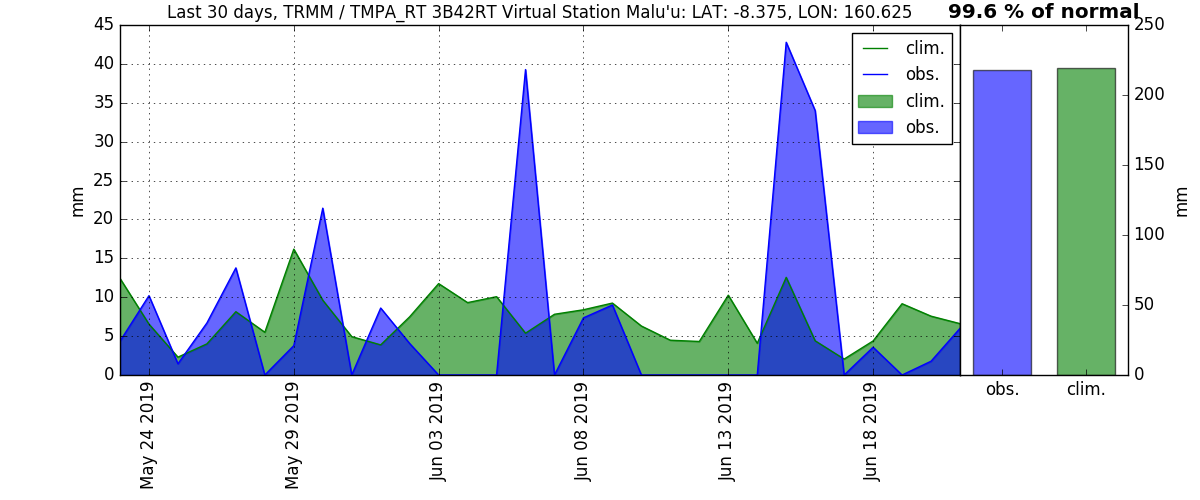 Last 30 days, TRMM / TMPA_RT 3B42RT Virtual Station Malu'u: LAT: -8.375, LON: 160.625
99.6 % of normal
45
40
35
30
25
20
15
10
5
0
mm
clim.
obs.
clim.
obs.
250
200
150
100
50
0
mm
May 24 2019
May 29 2019
Jun 03 2019
Jun 08 2019
Jun 13 2019
Jun 18 2019
obs.
clim.